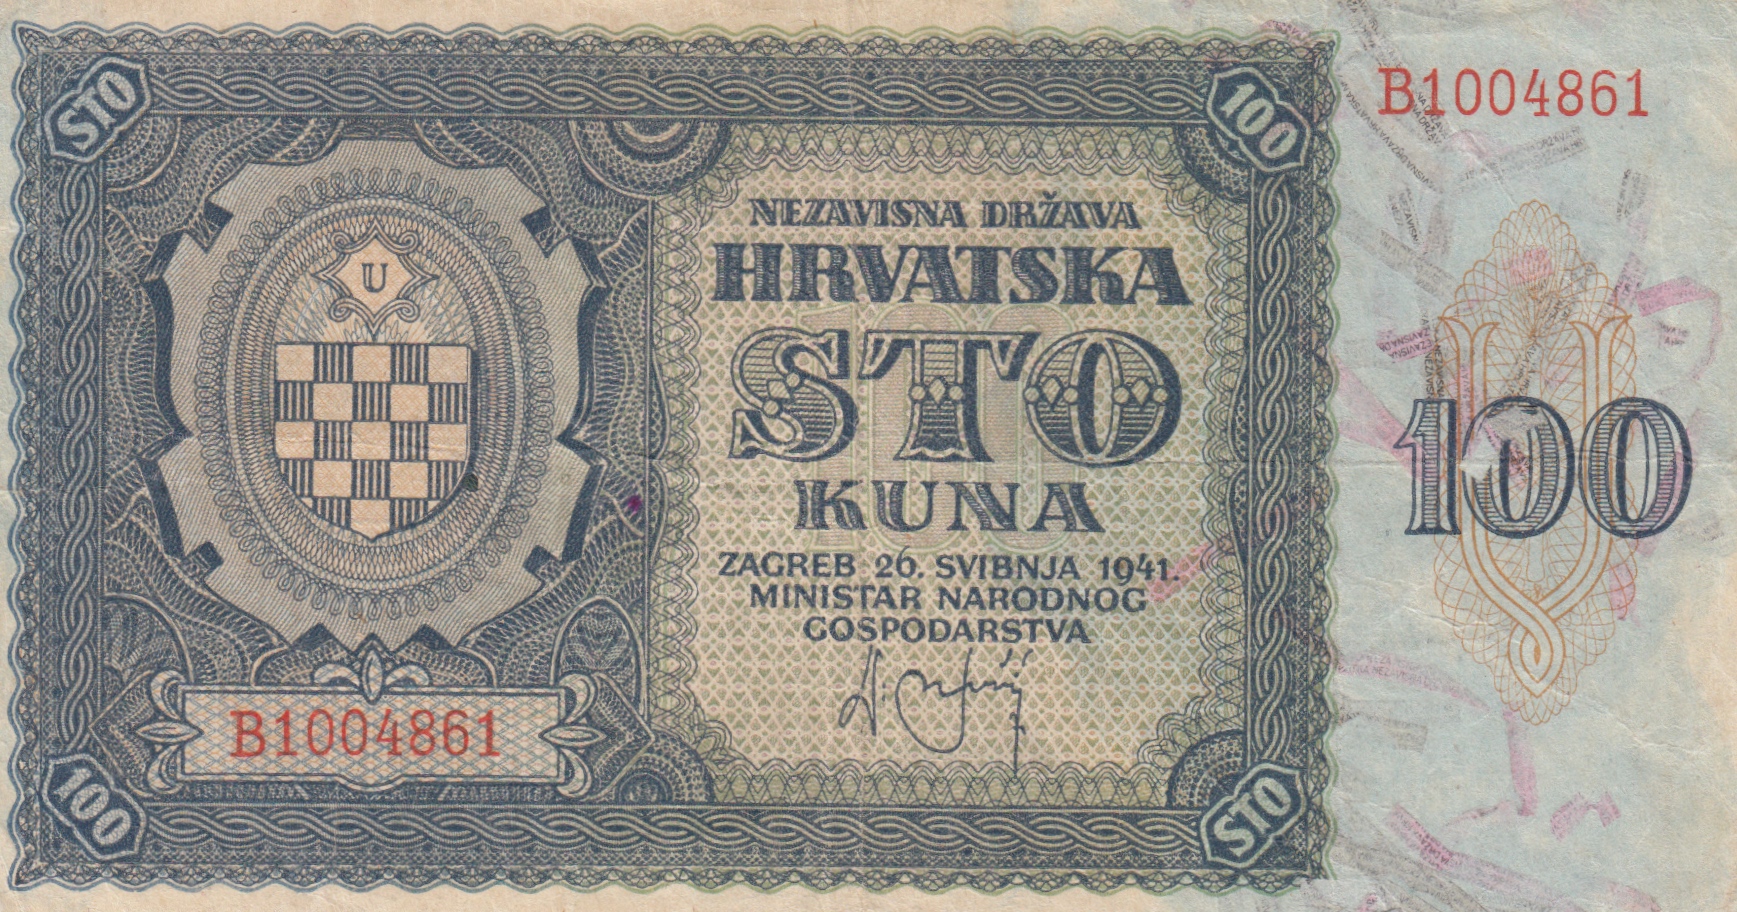 STO
100
B1004861
U
NEZAVISNA DRŽAVA
HRVATSKA
STO
KUNA
ZAGREB 26. SVIBNJA 1941.
MINISTAR NARODNOG
GOSPODARSTVA
100
B1004861
100
STO